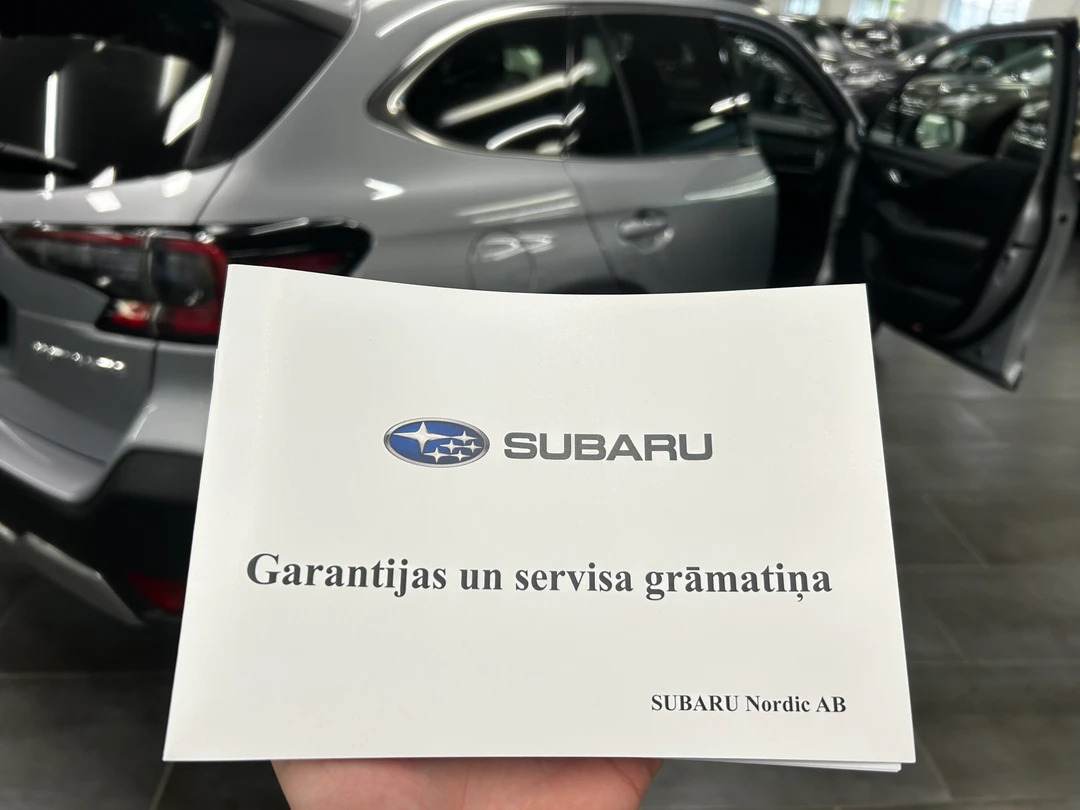 SUBARU
Garantijas un servisa grāmatiņa
SUBARU Nordic AB